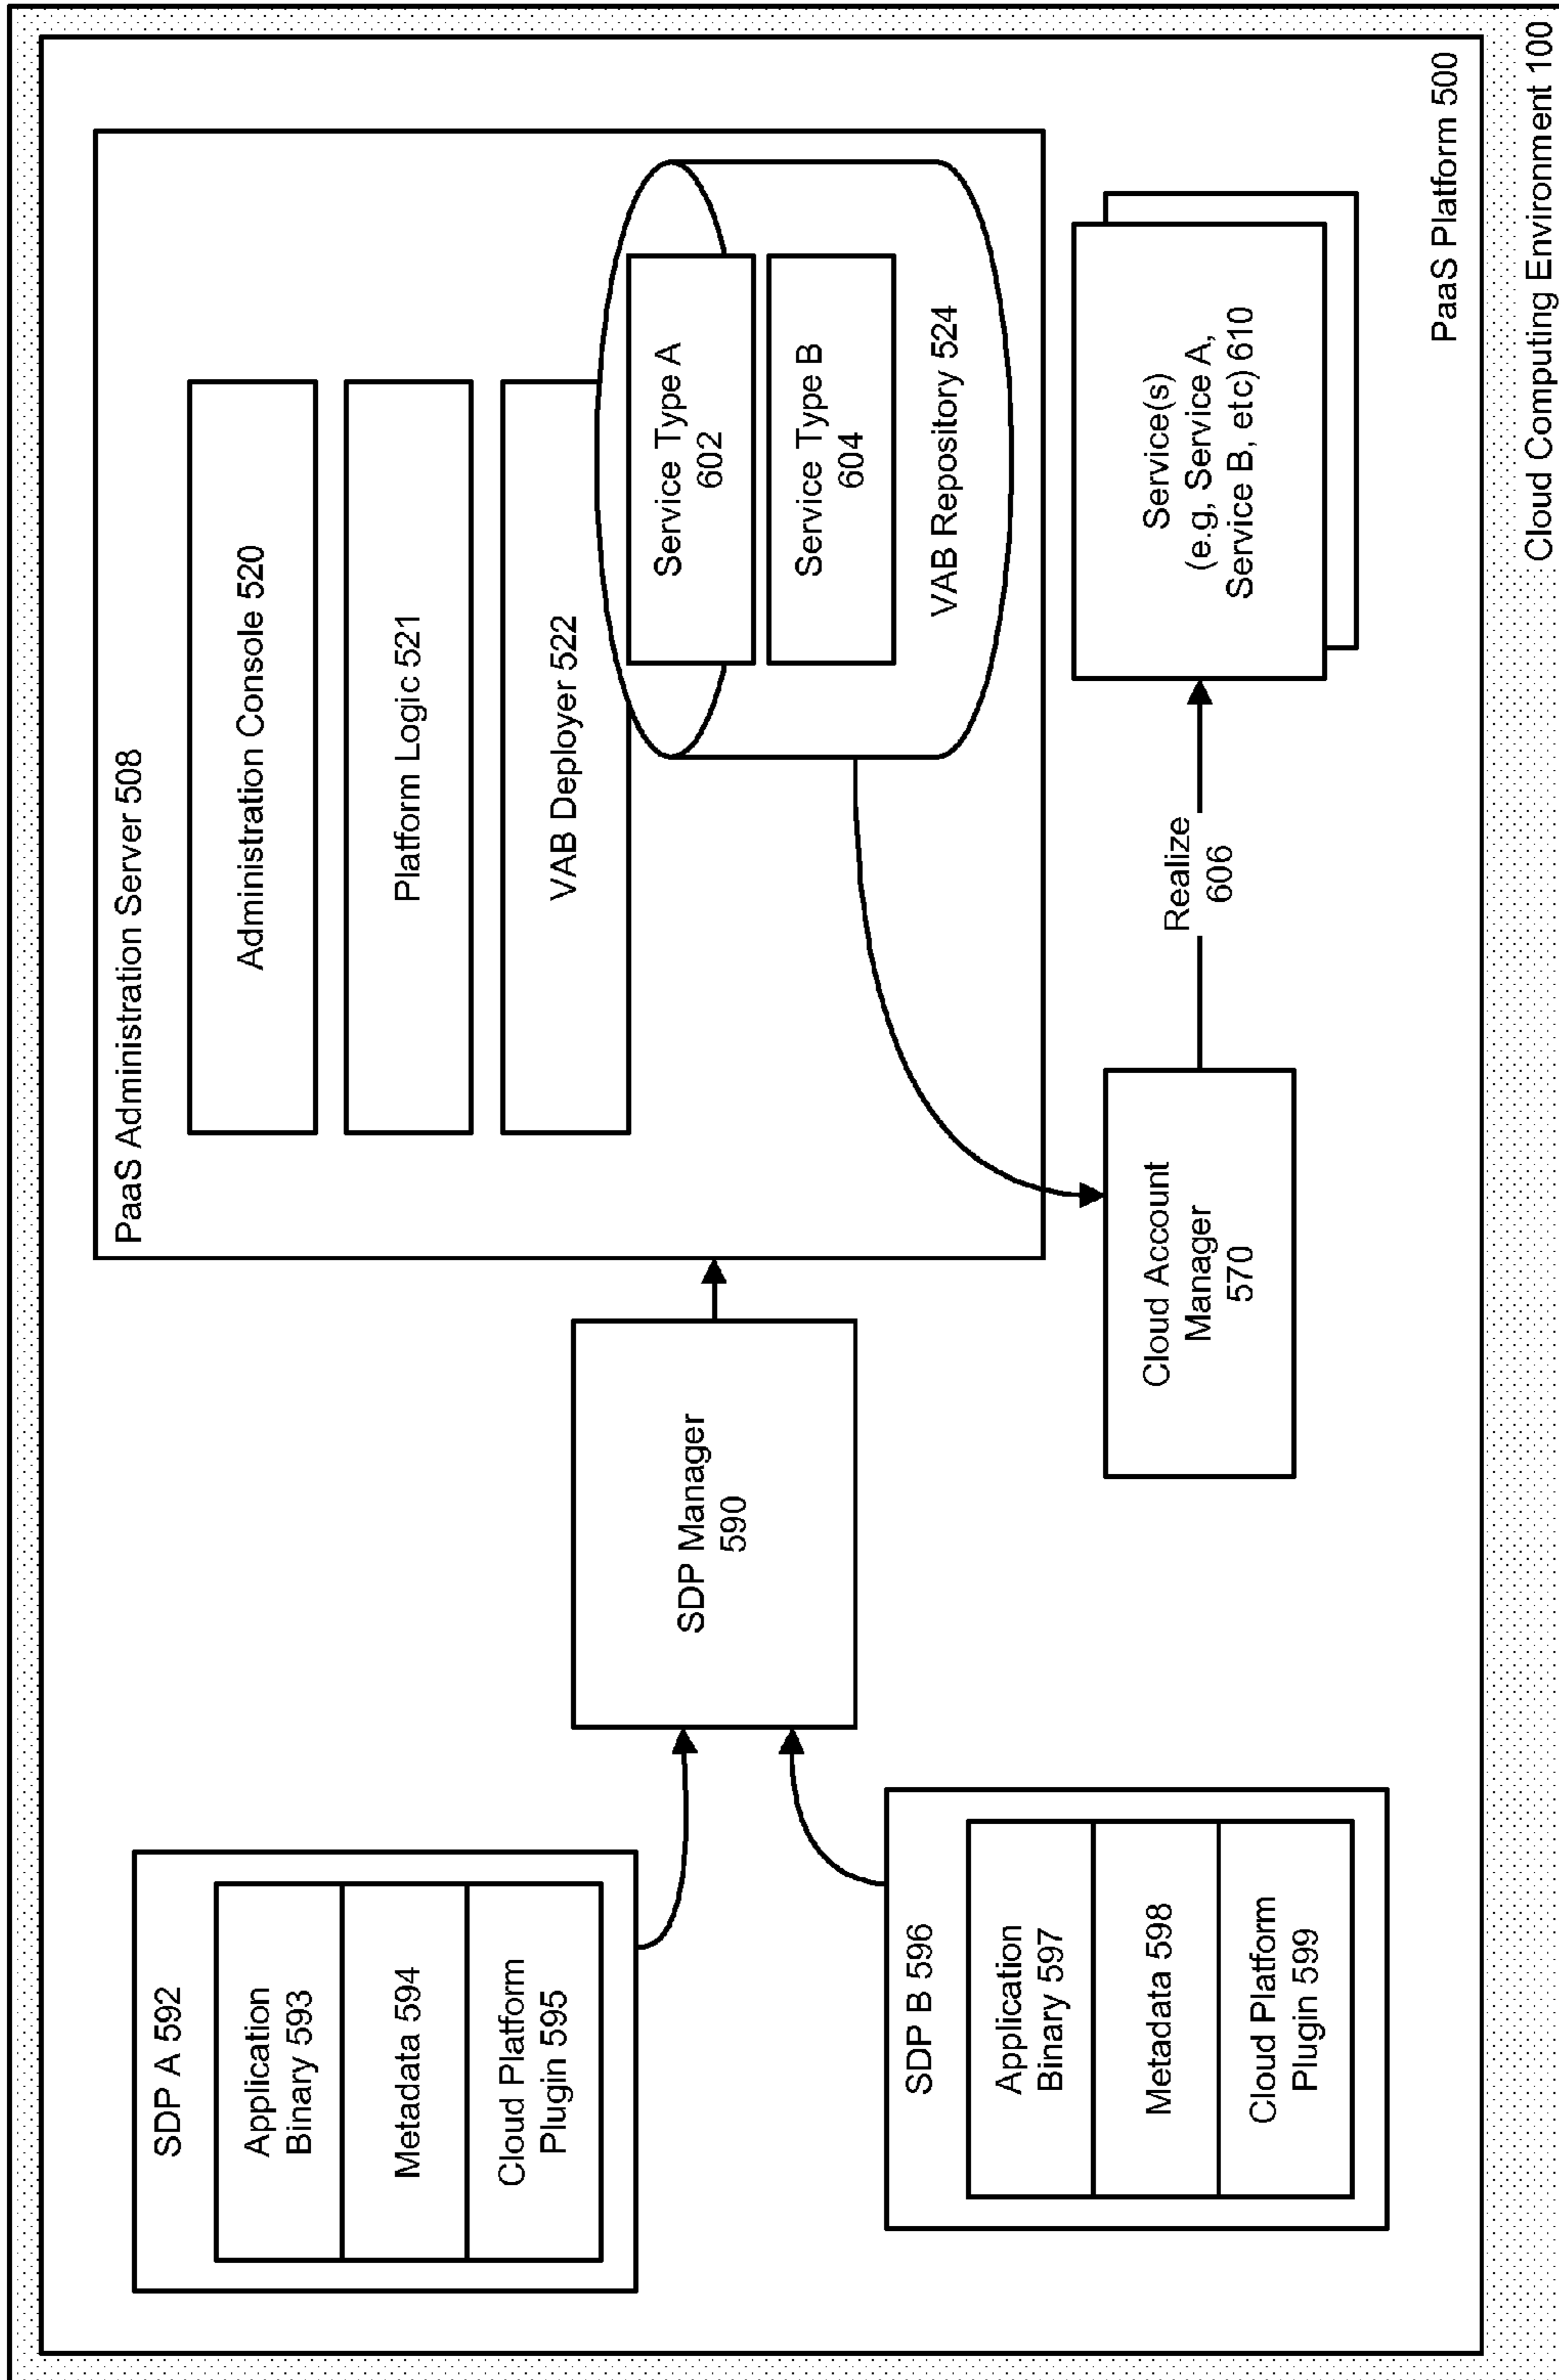 SDP A 592
Application
Binary 593
Metadata 594
Cloud Platform
Plugin 595
SDP B 596
Application
Binary 597
Metadata 598
Cloud Platform
Plugin 599
SDP Manager
590
PaaS Administration Server 508
Administration Console 520
Platform Logic 521
VAB Deployer 522
Service Type A
602
Service Type B
604
VAB Repository 524
Cloud Account
Manager
570
Realize
606
Service(s)
(e.g, Service A,
Service B, etc) 610
PaaS Platform 500
Cloud Computing Environment 100